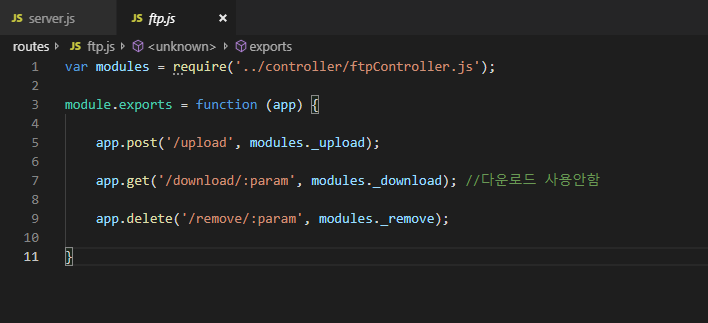 JS server.js
JS ftp.js ×
routes › JS ftp.js › <unknown> › exports
1 var modules = require('../controller/ftpController.js');
2
3 module.exports = function (app) {
4
5 app.post('/upload', modules._upload);
6
7 app.get('/download/:param', modules._download); //다운로드 사용안함
8
9 app.delete('/remove/:param', modules._remove);
10
11 }